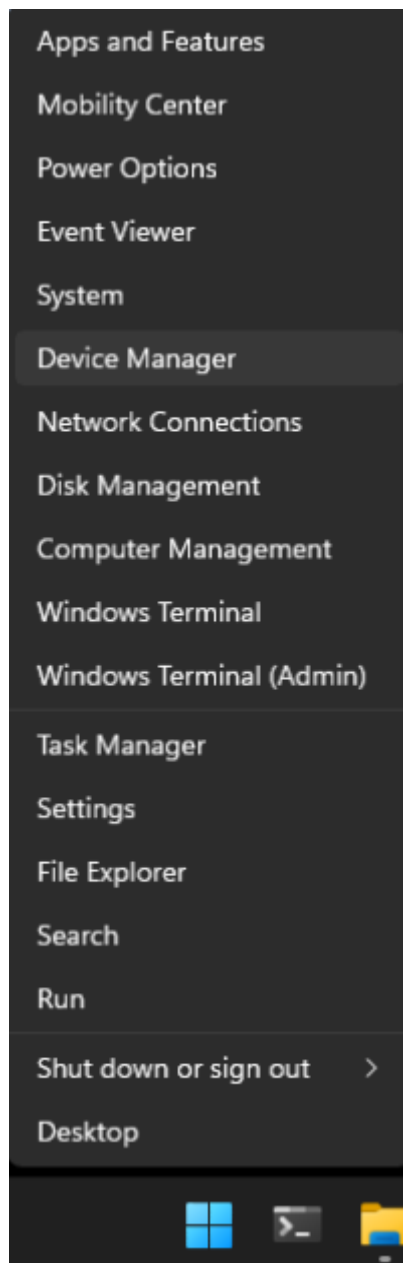 Apps and Features
Mobility Center
Power Options
Event Viewer
System
Device Manager
Network Connections
Disk Management
Computer Management
Windows Terminal
Windows Terminal (Admin)
Task Manager
Settings
File Explorer
Search
Run
Shut down or sign out
Desktop